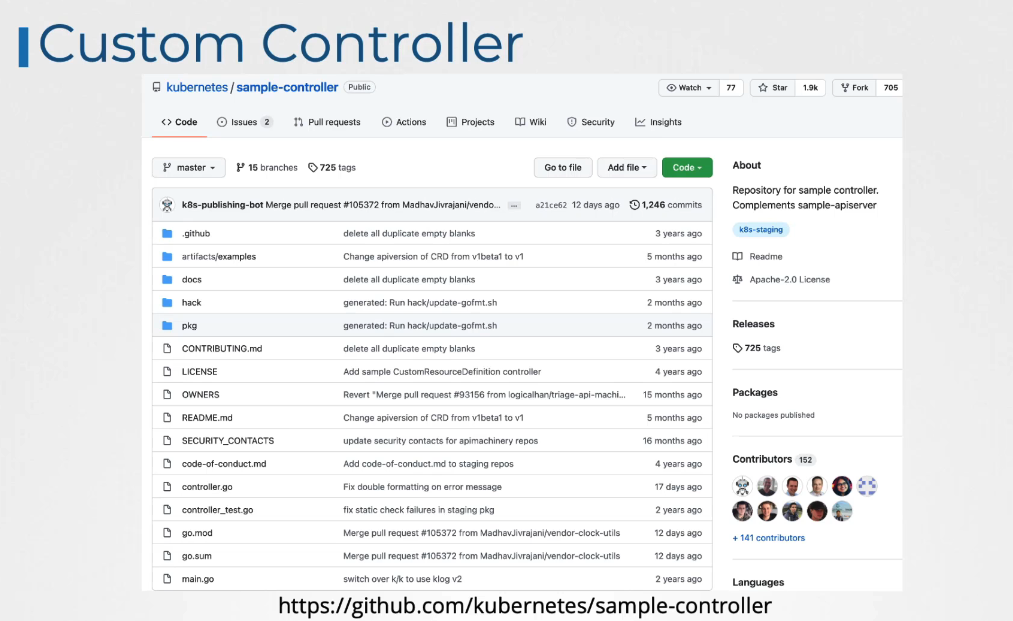 Custom Controller
kubernetes / sample-controller Public
Watch 77 Star 1.9k Fork 705
Code Issues 2 Pull requests Actions Projects Wiki Security Insights
master 15 branches 725 tags Go to file Add file Code
k8s-publishing-bot Merge pull request #105372 from MadhavJivrajani/vendo... ... a21ce62 12 days ago 1,246 commits
.github delete all duplicate empty blanks 3 years ago
artifacts/examples Change apiversion of CRD from v1beta1 to v1 5 months ago
docs delete all duplicate empty blanks 3 years ago
hack generated: Run hack/update-gofmt.sh 2 months ago
pkg generated: Run hack/update-gofmt.sh 2 months ago
CONTRIBUTING.md delete all duplicate empty blanks 3 years ago
LICENSE Add sample CustomResourceDefinition controller 4 years ago
OWNERS Revert "Merge pull request #93156 from logicalhan/triage-api-machi... 15 months ago
README.md Change apiversion of CRD from v1beta1 to v1 5 months ago
SECURITY_CONTACTS update security contacts for apimachinery repos 16 months ago
code-of-conduct.md Add code-of-conduct.md to staging repos 4 years ago
controller.go Fix double formatting on error message 17 days ago
controller_test.go fix static check failures in staging pkg 2 years ago
go.mod Merge pull request #105372 from MadhavJivrajani/vendor-clock-utils 12 days ago
go.sum Merge pull request #105372 from MadhavJivrajani/vendor-clock-utils 12 days ago
main.go switch over k/k to use klog v2 2 years ago
About
Repository for sample controller.
Complements sample-apiserver
k8s-staging
Readme
Apache-2.0 License
Releases
725 tags
Packages
No packages published
Contributors 152
+ 141 contributors
Languages
https://github.com/kubernetes/sample-controller